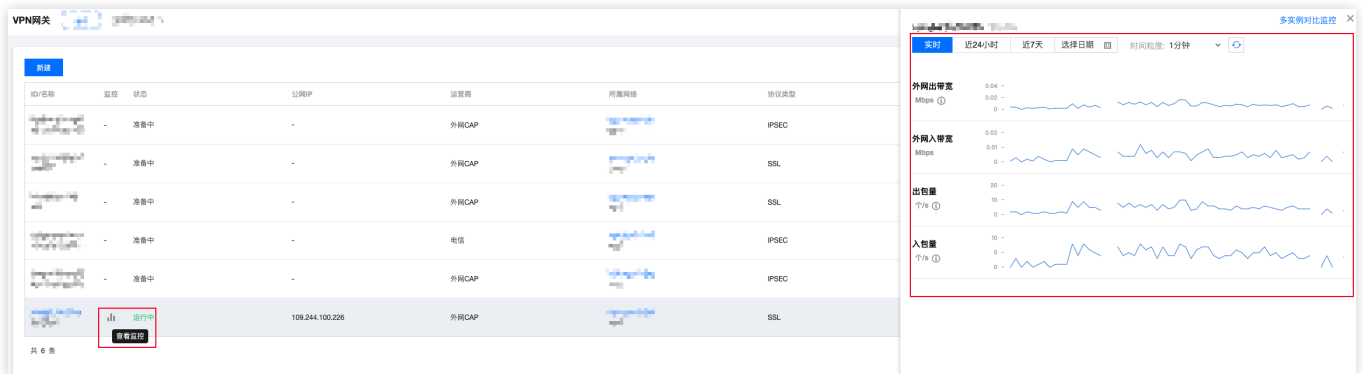 VPN网关
新建
ID/名称 监控 状态 公网IP 运营商 所属网络 协议类型
- 准备中 - 外网CAP IPSEC
- 准备中 - 外网CAP SSL
- 准备中 - 外网CAP SSL
- 准备中 - 电信 IPSEC
- 准备中 - 外网CAP IPSEC
运行中 109.244.100.226 外网CAP SSL
查看监控
共 6 条
多实例对比监控
实时 近24小时 近7天 选择日期 时间粒度: 1分钟
外网出带宽
Mbps
0.04
0.02
0
外网入带宽
Mbps
0.02
0.01
0
出包量
个/s
20
10
0
入包量
个/s
10
5
0